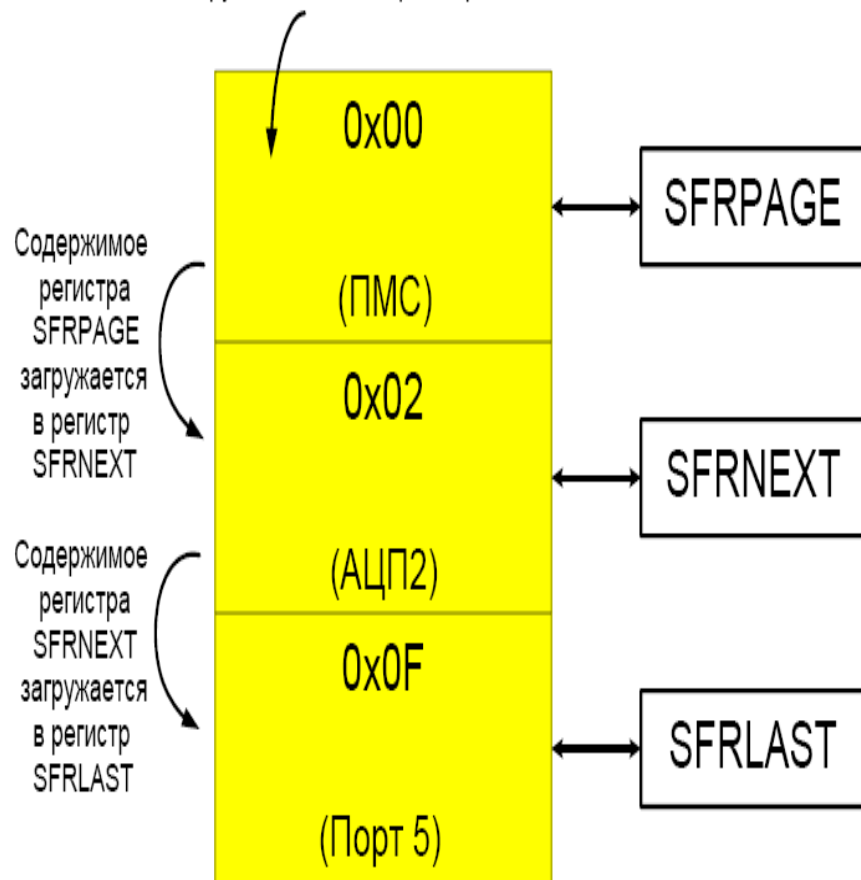 0x00
(ПМС)
SFRPAGE
Содержимое
регистра
SFRPAGE
загружается
в регистр
SFRNEXT
0x02
(АЦП2)
SFRNEXT
Содержимое
регистра
SFRNEXT
загружается
в регистр
SFRLAST
0x0F
(Порт 5)
SFRLAST